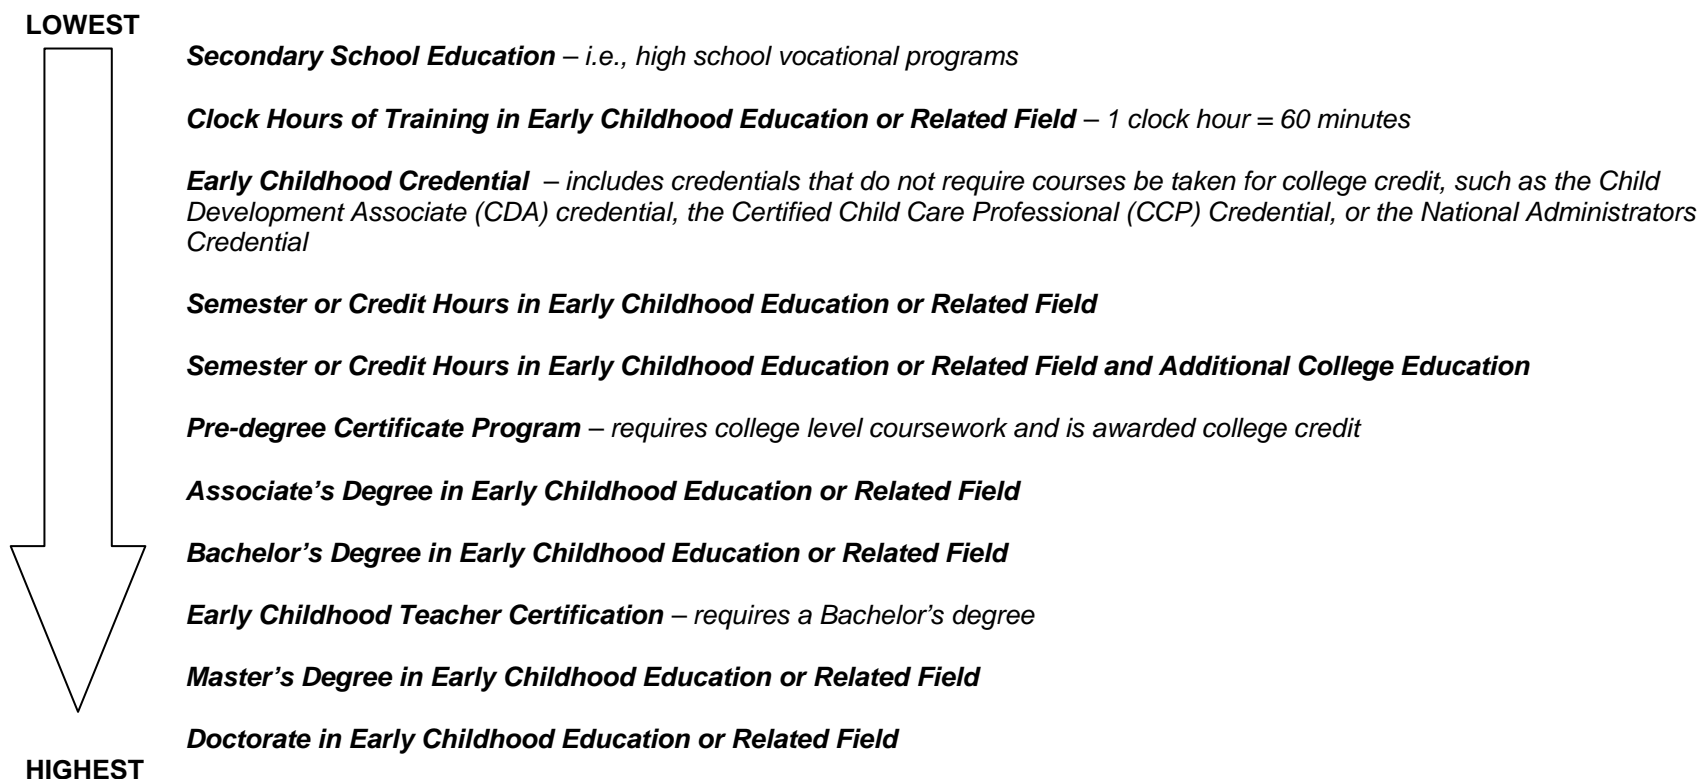 LOWEST
Secondary School Education – i.e., high school vocational programs
Clock Hours of Training in Early Childhood Education or Related Field – 1 clock hour = 60 minutes
Early Childhood Credential – includes credentials that do not require courses be taken for college credit, such as the Child
Development Associate (CDA) credential, the Certified Child Care Professional (CCP) Credential, or the National Administrators
Credential
Semester or Credit Hours in Early Childhood Education or Related Field
Semester or Credit Hours in Early Childhood Education or Related Field and Additional College Education
Pre-degree Certificate Program – requires college level coursework and is awarded college credit
Associate’s Degree in Early Childhood Education or Related Field
Bachelor’s Degree in Early Childhood Education or Related Field
Early Childhood Teacher Certification – requires a Bachelor’s degree
Master’s Degree in Early Childhood Education or Related Field
Doctorate in Early Childhood Education or Related Field
HIGHEST